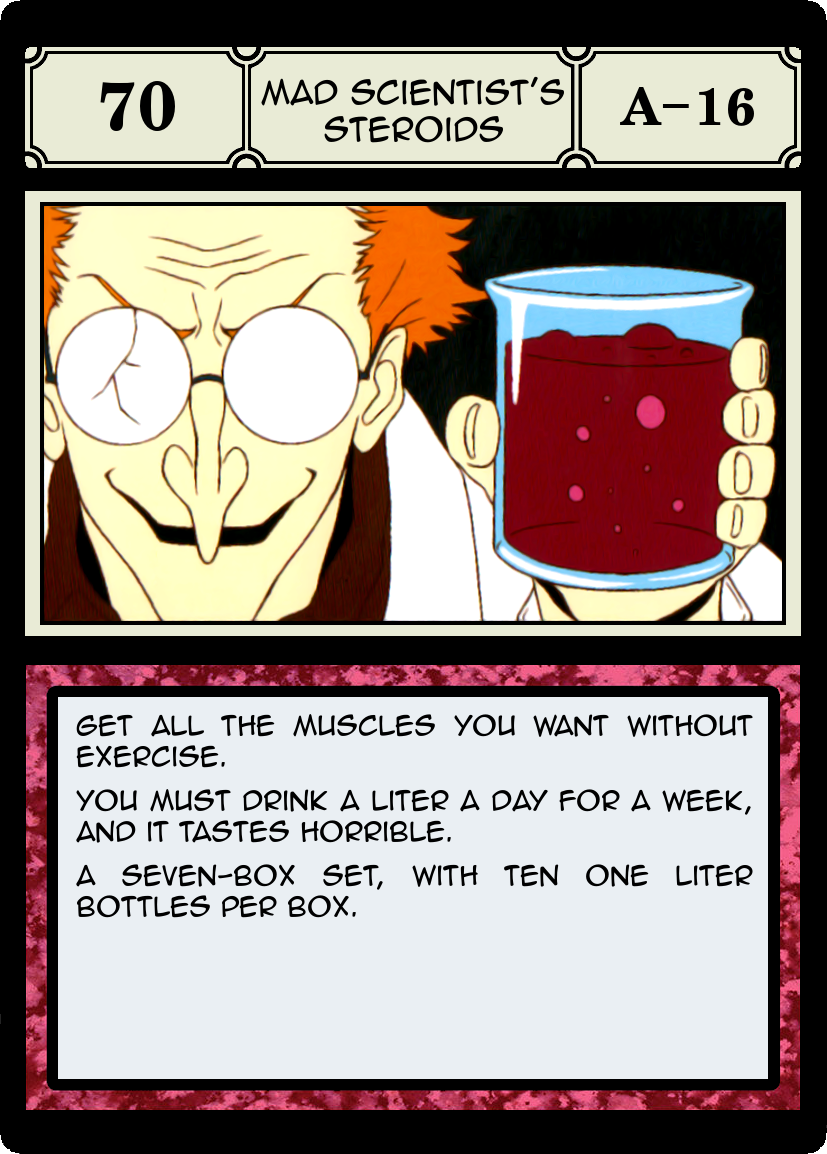 70
MAD SCIENTIST'S
STEROIDS
A-16
GET ALL THE MUSCLES YOU WANT WITHOUT
EXERCISE.
YOU MUST DRINK A LITER A DAY FOR A WEEK,
AND IT TASTES HORRIBLE.
A SEVEN-BOX SET, WITH TEN ONE LITER
BOTTLES PER BOX.